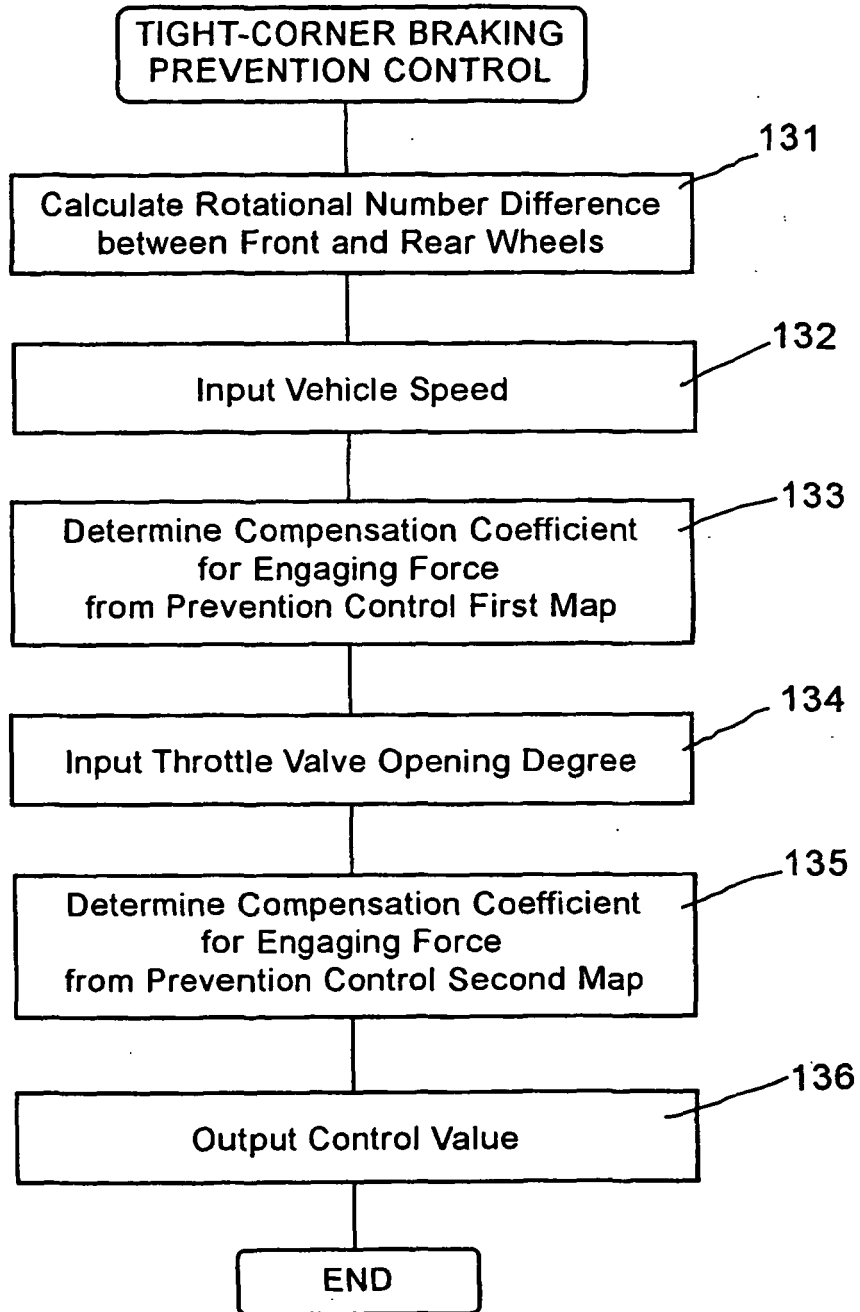 TIGHT-CORNER BRAKING
PREVENTION CONTROL
131
Calculate Rotational Number Difference
between Front and Rear Wheels
132
Input Vehicle Speed
133
Determine Compensation Coefficient
for Engaging Force
from Prevention Control First Map
134
Input Throttle Valve Opening Degree
135
Determine Compensation Coefficient
for Engaging Force
from Prevention Control Second Map
136
Output Control Value
END